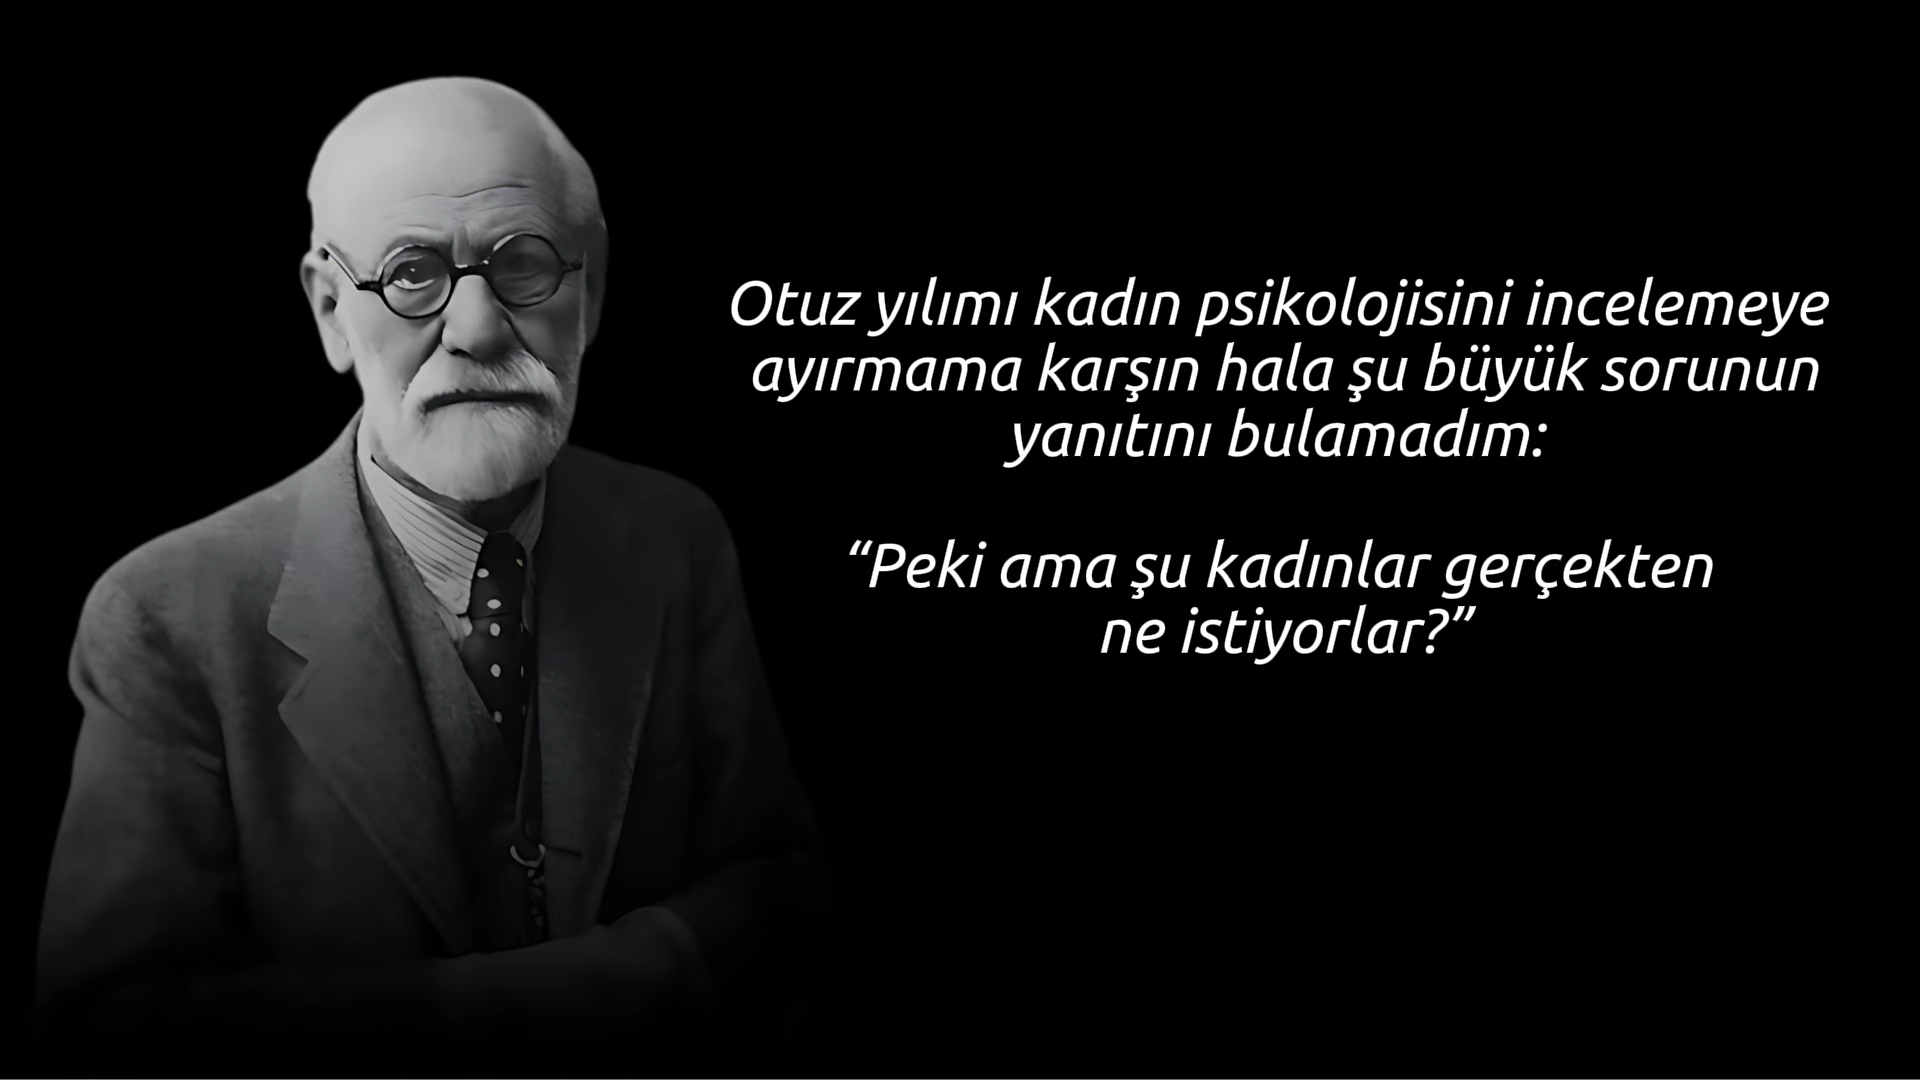 Otuz yılımı kadın psikolojisini incelemeye
ayırmama karşın hala şu büyük sorunun
yanıtını bulamadım:
“Peki ama şu kadınlar gerçekten
ne istiyorlar?”